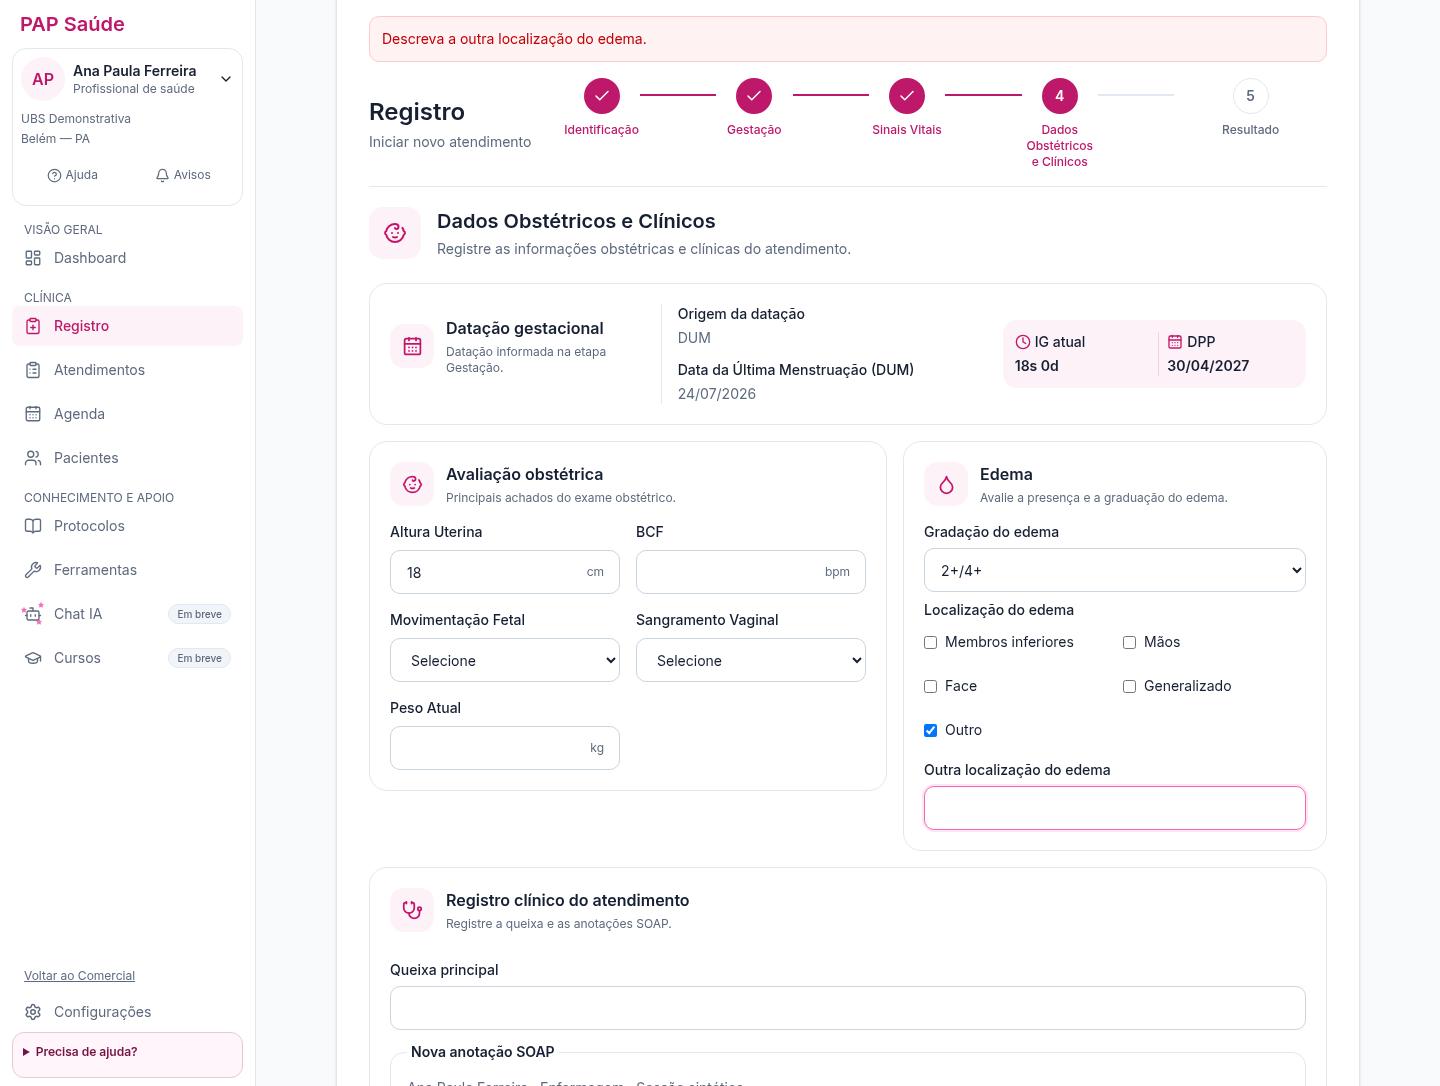 PAP Saúde
AP
Ana Paula Ferreira
Profissional de saúde
UBS Demonstrativa
Belém — PA
Ajuda
Avisos
VISÃO GERAL
Dashboard
CLÍNICA
Registro
Atendimentos
Agenda
Pacientes
CONHECIMENTO E APOIO
Protocolos
Ferramentas
Chat IA
Em breve
Cursos
Em breve
Voltar ao Comercial
Configurações
Precisa de ajuda?
Descreva a outra localização do edema.
Registro
Iniciar novo atendimento
Identificação
Gestação
Sinais Vitais
4
Dados
Obstétricos
e Clínicos
5
Resultado
Dados Obstétricos e Clínicos
Registre as informações obstétricas e clínicas do atendimento.
Datação gestacional
Datação informada na etapa
Gestação.
Origem da datação
DUM
Data da Última Menstruação (DUM)
24/07/2026
IG atual
18s 0d
DPP
30/04/2027
Avaliação obstétrica
Principais achados do exame obstétrico.
Altura Uterina
18 cm
BCF
bpm
Movimentação Fetal
Selecione
Sangramento Vaginal
Selecione
Peso Atual
kg
Edema
Avalie a presença e a graduação do edema.
Gradação do edema
2+/4+
Localização do edema
Membros inferiores
Mãos
Face
Generalizado
Outro
Outra localização do edema
Registro clínico do atendimento
Registre a queixa e as anotações SOAP.
Queixa principal
Nova anotação SOAP
Ana Paula Ferreira · Enfermagem · Sessão sintética